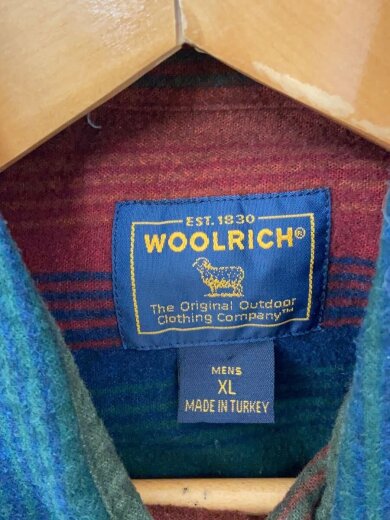 EST. 1830
WOOLRICH®
The Original Outdoor
Clothing Company™
MENS
XL
MADE IN TURKEY